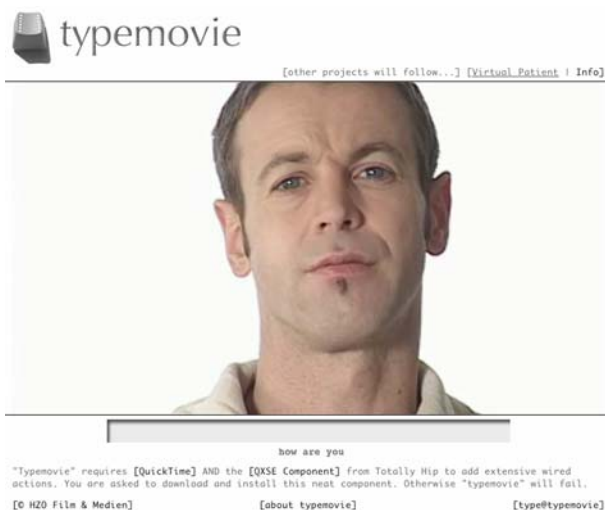 typemovie
[other projects will follow...] [Virtual Patient | Info]
how are you
"Typemovie" requires [QuickTime] AND the [QXSE Component] from Totally Hip to add extensive wired
actions. You are asked to download and install this neat component. Otherwise "typemovie" will fail.
[© HZO Film & Medien] [about typemovie] [type@typemovie]